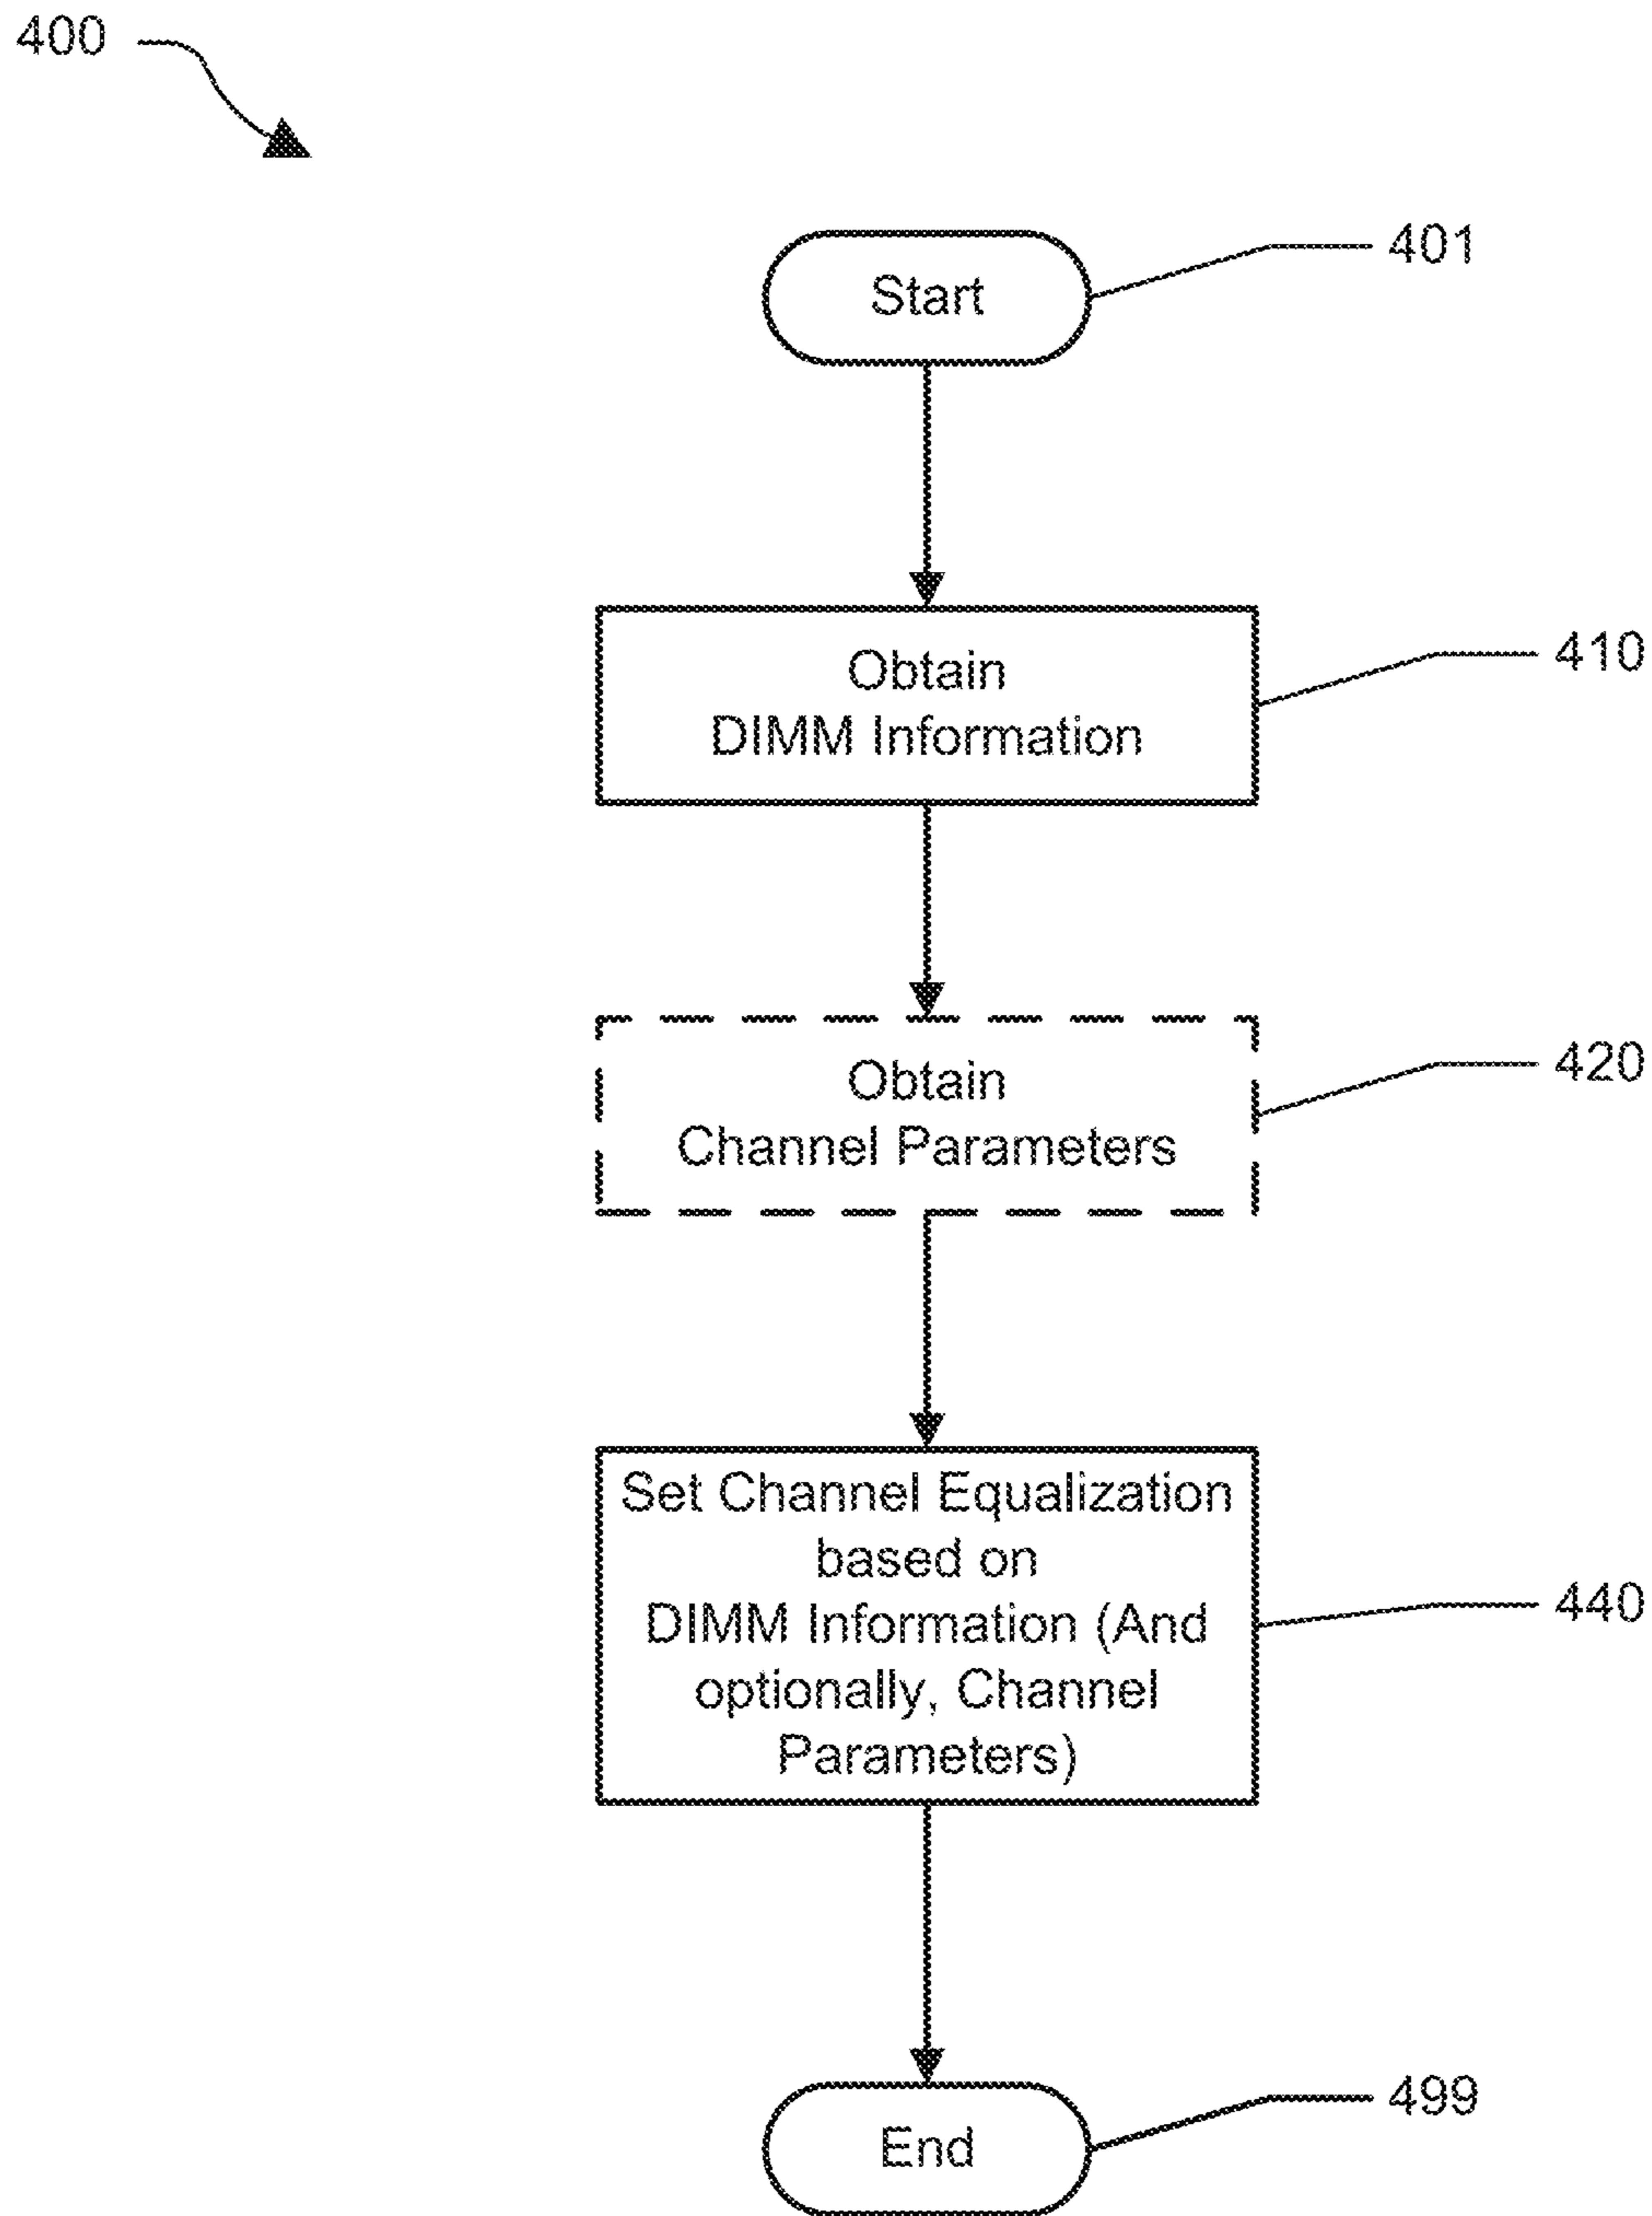 400
401
Start
410
Obtain
DIMM Information
420
Obtain
Channel Parameters
Set Channel Equalization
based on
DIMM Information (And
optionally, Channel
Parameters)
440
499
End